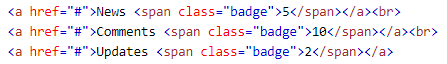 <a href="#">News <span class="badge">5</span></a><br>
<a href="#">Comments <span class="badge">10</span></a><br>
<a href="#">Updates <span class="badge">2</span></a>